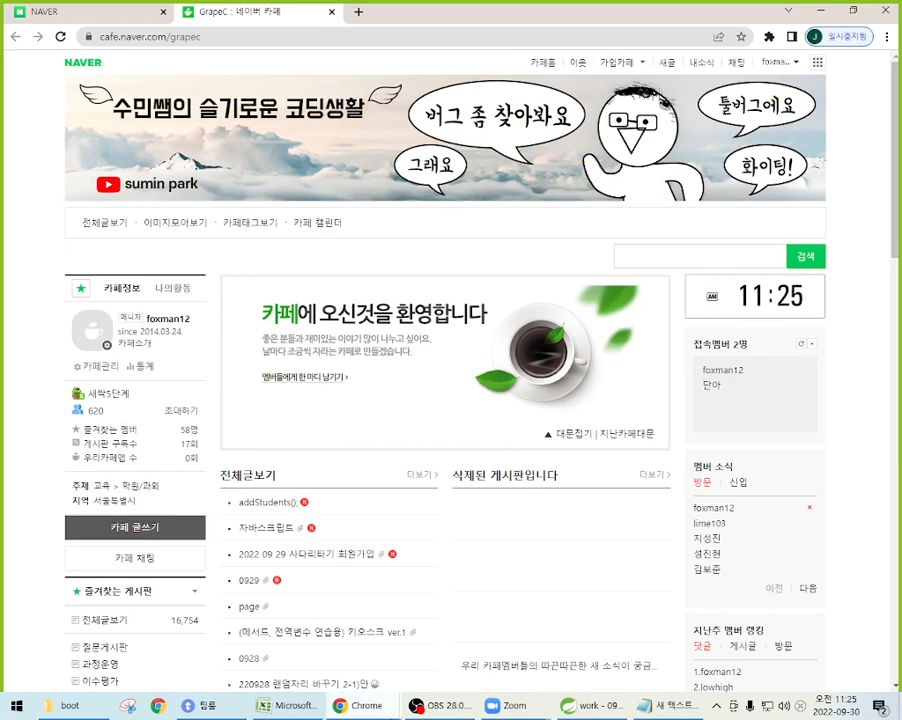 NAVER
GrapeC : 네이버 카페
cafe.naver.com/grapec
J 일시중지됨
NAVER
카페홈 이웃 가입카페 새글 내소식 채팅 foxma..
수민쌤의 슬기로운 코딩생활
버그 좀 찾아봐요
툴버그에요
그래요
화이팅!
sumin park
전체글보기 · 이미지모아보기 · 카페태그보기 · 카페 캘린더
검색
카페정보 나의활동
매니저 foxman12
since 2014.03.24.
카페소개
카페관리 통계
새싹5단계
620 초대하기
즐겨찾는 멤버 58명
게시판 구독수 17회
우리카페앱 수 0회
주제 교육 > 학원/과외
지역 서울특별시
카페 글쓰기
카페 채팅
즐겨찾는 게시판
전체글보기 16,754
질문게시판
과정운영
이수평가
카페에 오신것을 환영합니다
좋은 분들과 재미있는 이야기 많이 나누고 싶어요.
날마다 조금씩 자라는 카페로 만들겠습니다.
멤버들에게 한 마디 남기기 ›
▲ 대문접기 | 지난카페대문
전체글보기 더보기 >
addStudents(); N
자바스크립트 N
2022 09 29 사다리타기 회원가입 N
0929 N
page
(메서드, 전역변수 연습용) 키오스크 ver.1
0928
220928 랜덤자리 바꾸기 2-1)만
삭제된 게시판입니다 더보기 >
우리 카페멤버들의 따끈따끈한 새 소식이 궁금...
AM 11:25
접속멤버 2명
foxman12
단아
멤버 소식
방문 | 신입
foxman12
lime103
지성진
성진현
김보준
이전 | 다음
지난주 멤버 랭킹
댓글 | 게시글 | 방문
1.foxman12
2.lowhigh
boot
팁룸
Microsoft...
Chrome
OBS 28.0...
Zoom
work - 09...
새 텍스트...
오전 11:25
2022-09-30
2